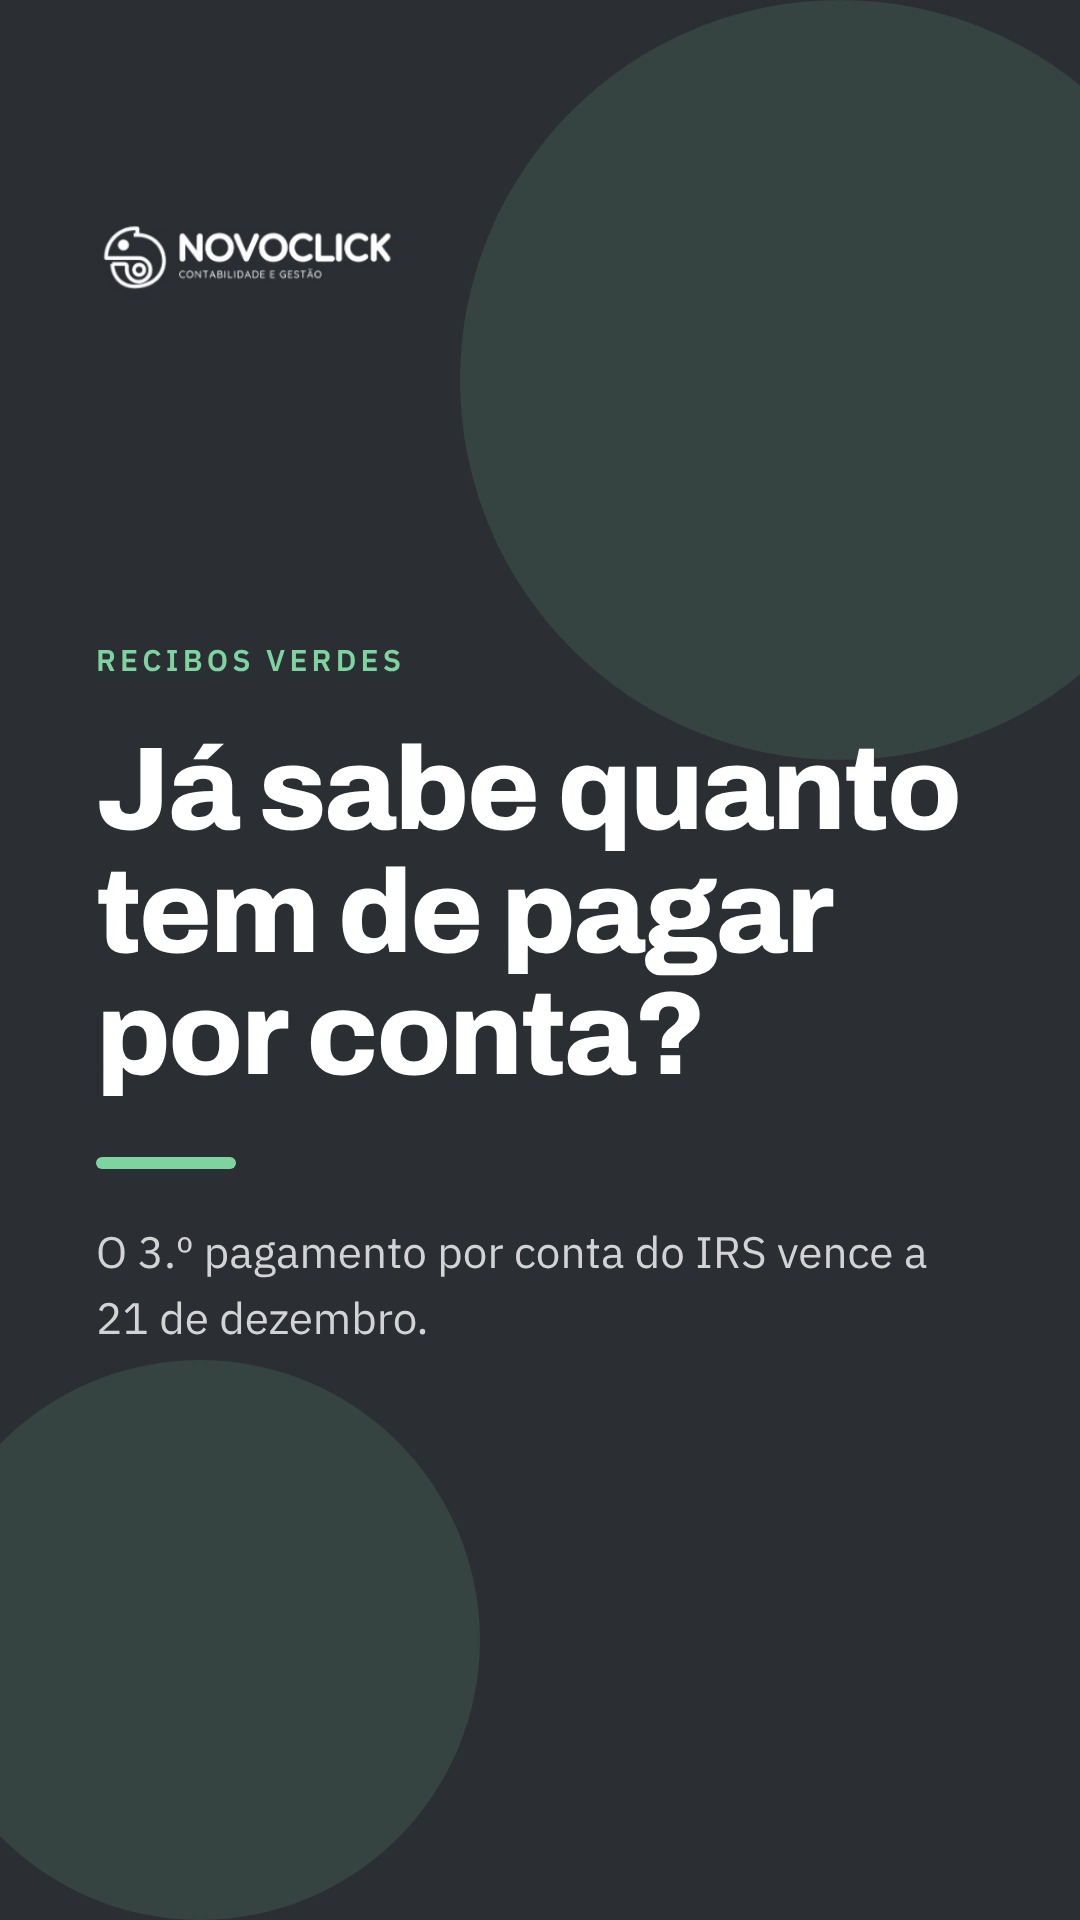 NOVOCLICK
CONTABILIDADE E GESTÃO
RECIBOS VERDES
Já sabe quanto
tem de pagar
por conta?
O 3.º pagamento por conta do IRS vence a
21 de dezembro.